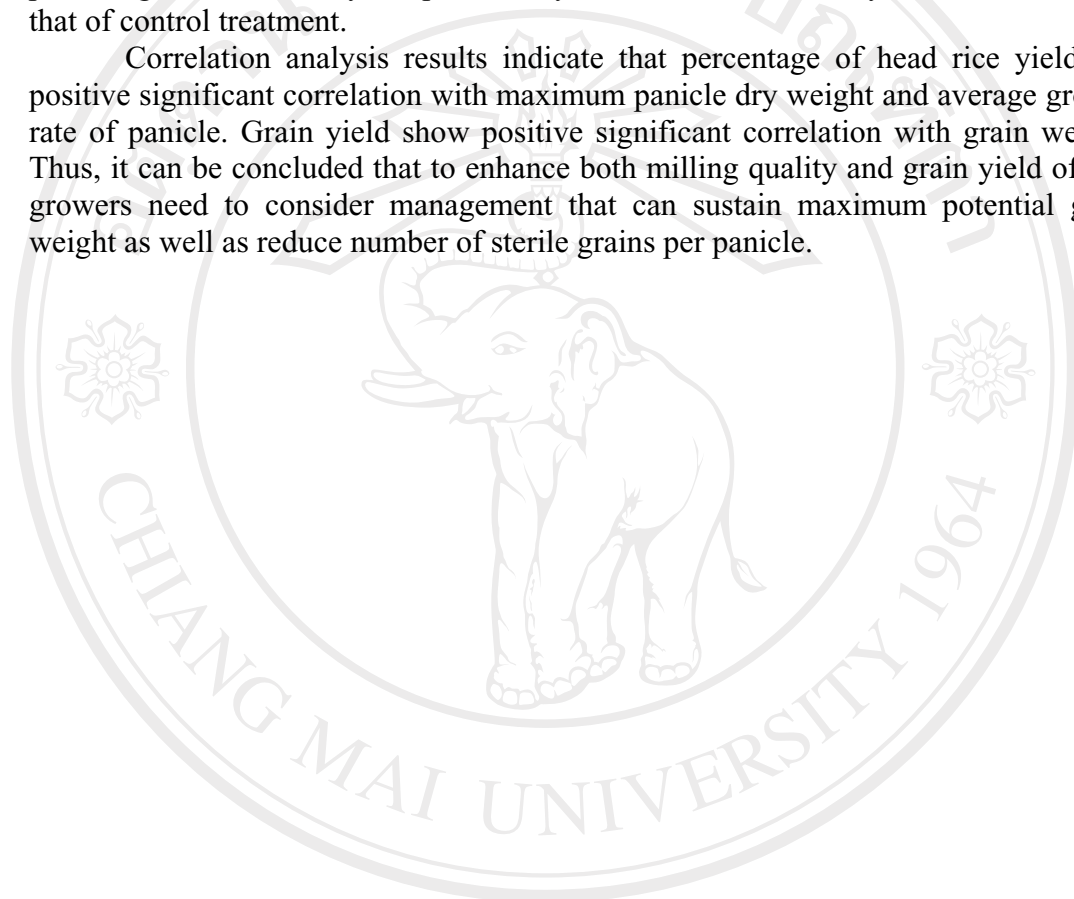 that of control treatment.
Correlation analysis results indicate that percentage of head rice yield
positive significant correlation with maximum panicle dry weight and average gr
rate of panicle. Grain yield show positive significant correlation with grain we
Thus, it can be concluded that to enhance both milling quality and grain yield of
growers need to consider management that can sustain maximum potential g
weight as well as reduce number of sterile grains per panicle.
CHIANG MAI UNIVERSITY 1964